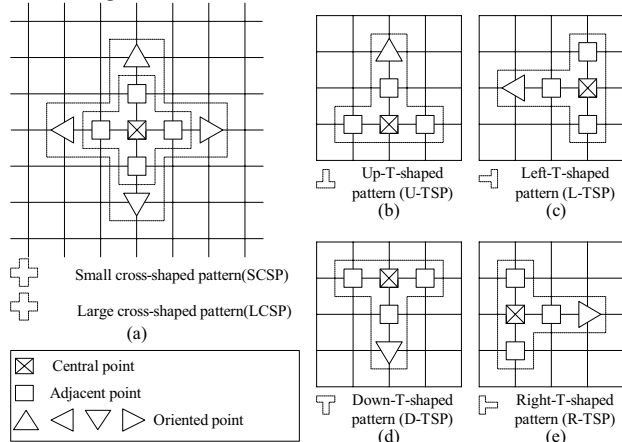 Small cross-shaped pattern(SCSP)
Large cross-shaped pattern(LCSP)
(a)
Central point
Adjacent point
Oriented point
Up-T-shaped
pattern (U-TSP)
(b)
Left-T-shaped
pattern (L-TSP)
(c)
Down-T-shaped
pattern (D-TSP)
(d)
Right-T-shaped
pattern (R-TSP)
(e)